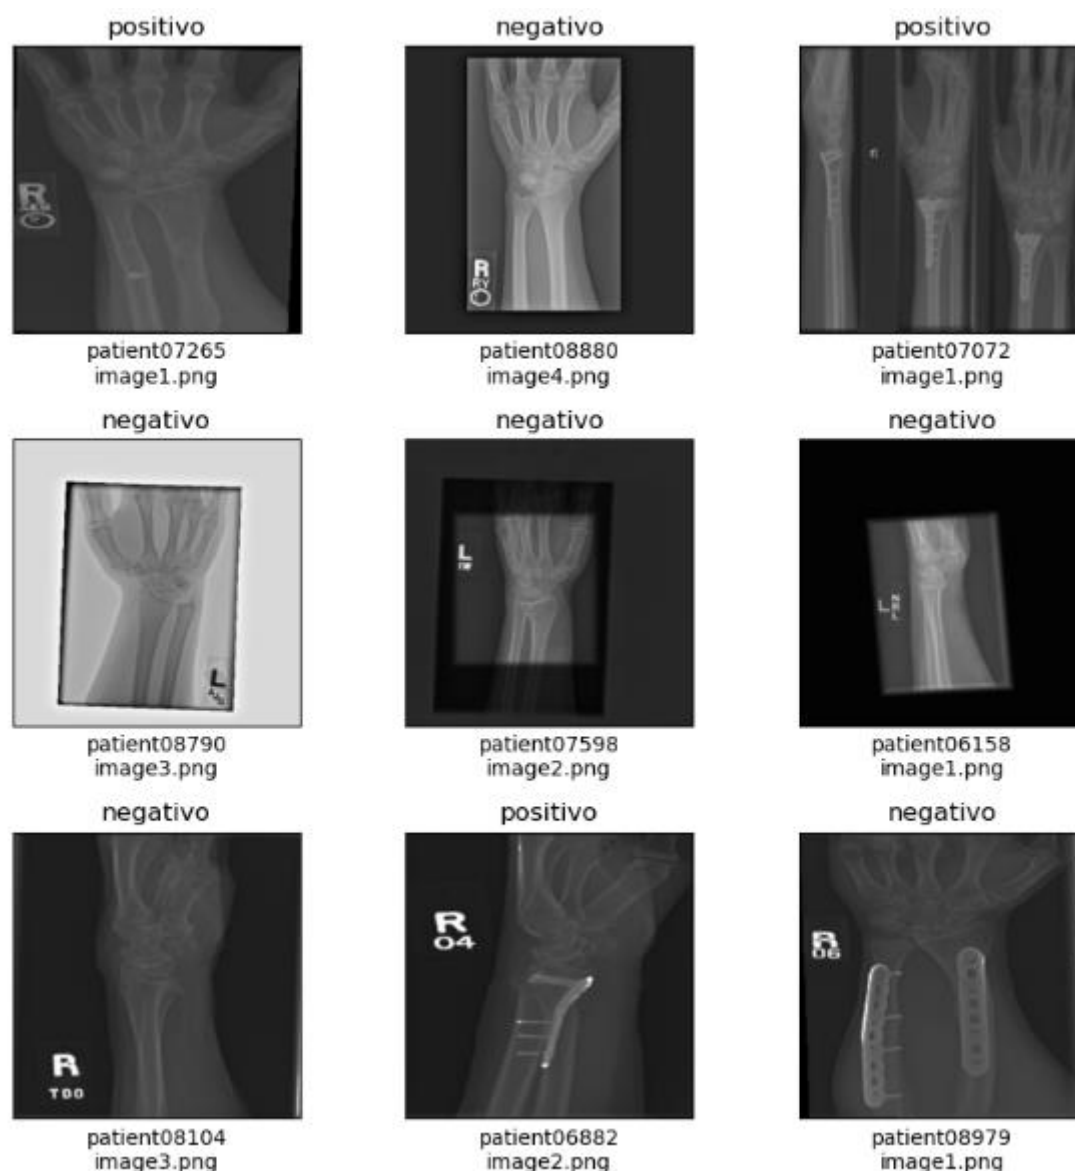 positivo
negativo
positivo
R
patient07265
image1.png
R
RV
patient08880
image4.png
patient07072
image1.png
negativo
negativo
negativo
L
patient08790
image3.png
L
patient07598
image2.png
L
patient06158
image1.png
negativo
positivo
negativo
R
TDD
patient08104
image3.png
R
04
patient06882
image2.png
R
06
patient08979
image1.png